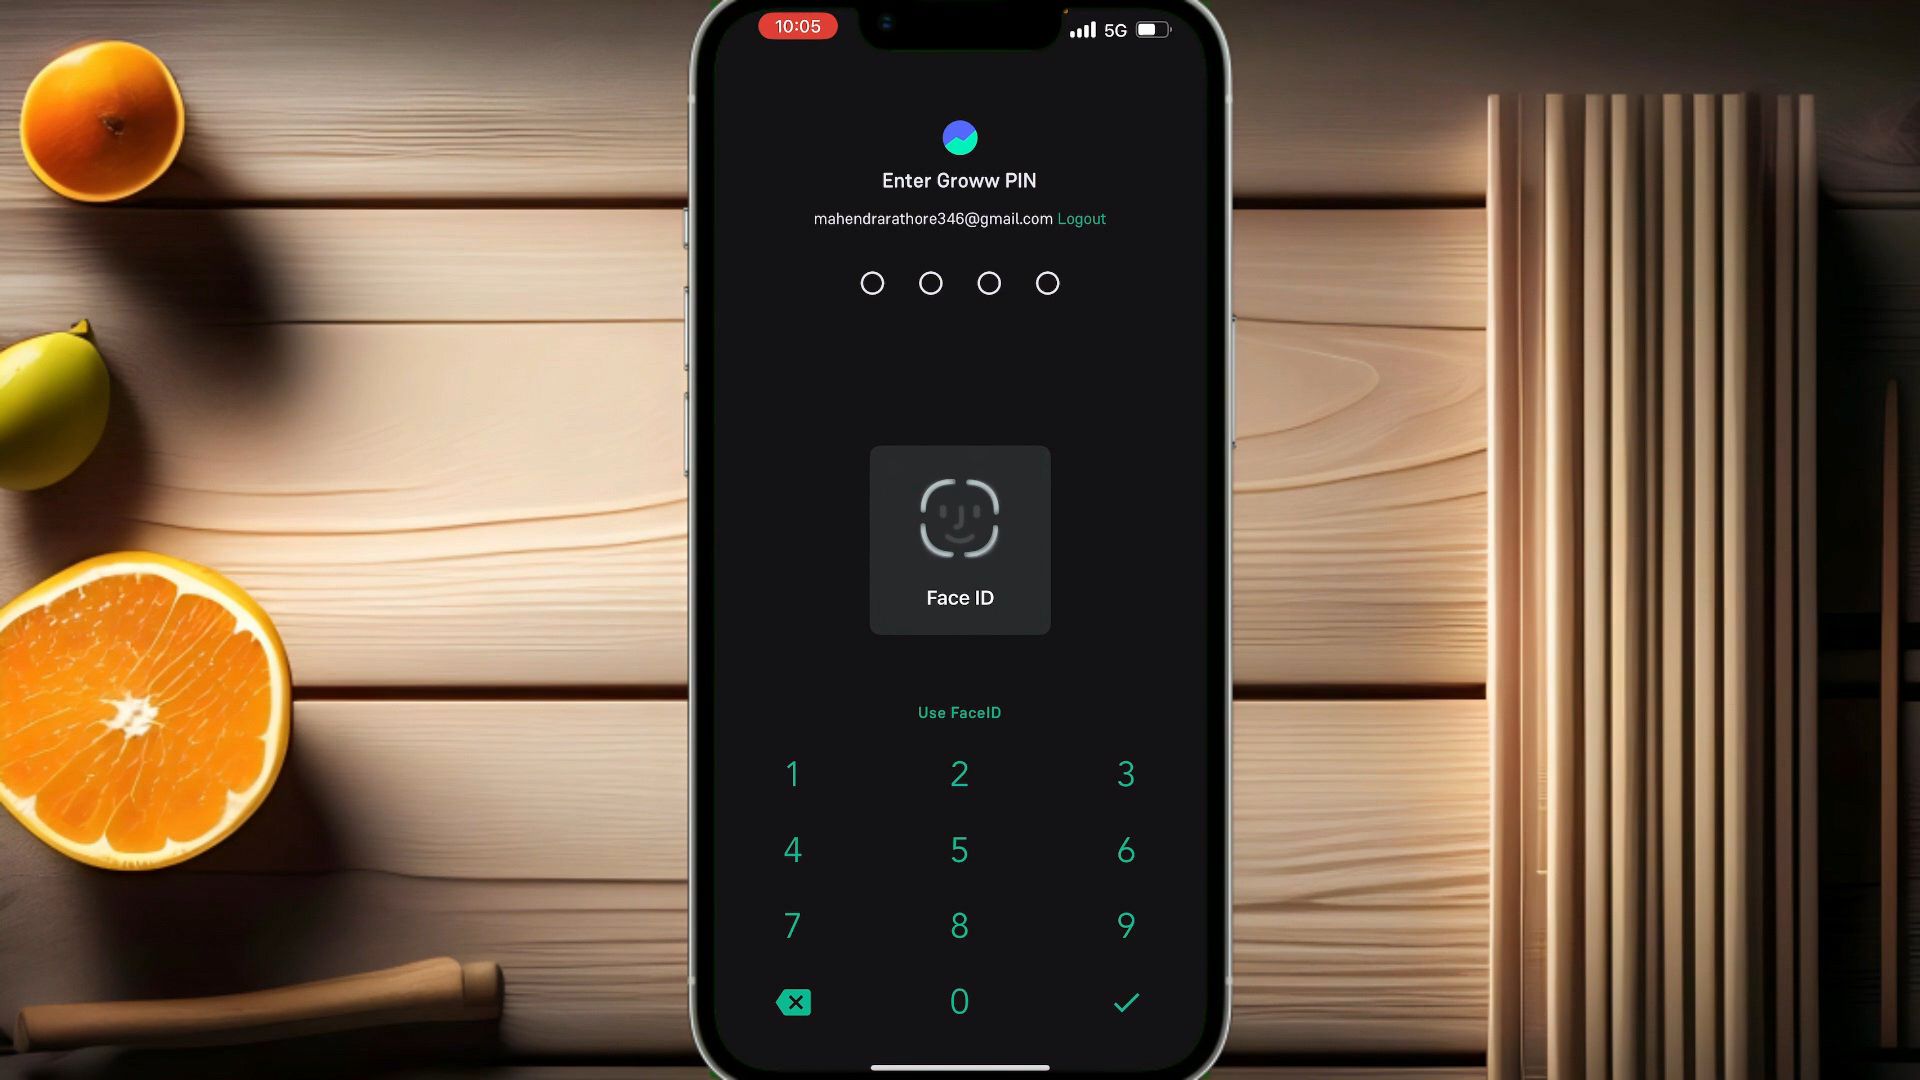 10:05
5G
Enter Groww PIN
mahendrarathore346@gmail.com Logout
Face ID
Use FaceID
1 2 3
4 5 6
7 8 9
0